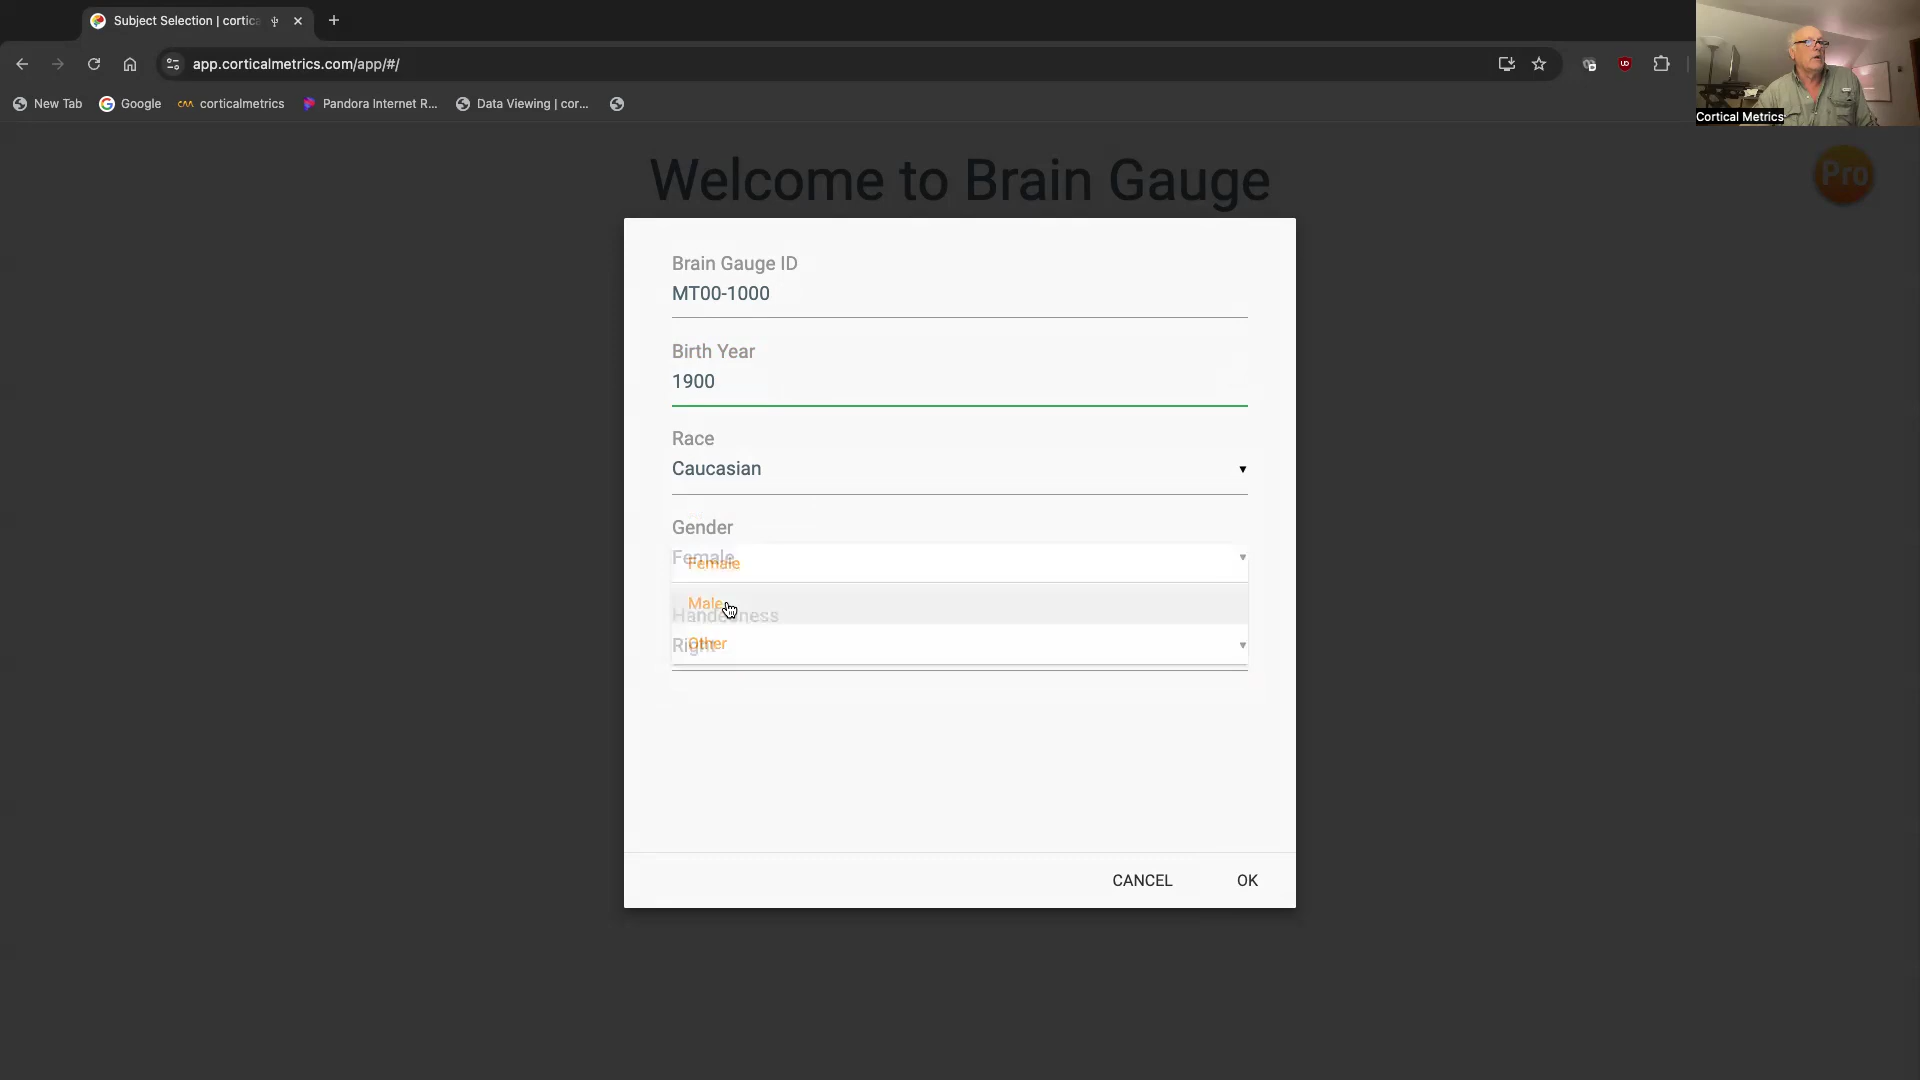 Subject Selection | cortica
app.corticalmetrics.com/app/#/
New Tab
Google
corticalmetrics
Pandora Internet R...
Data Viewing | cor...
Cortical Metrics
Welcome to Brain Gauge
Pro
Brain Gauge ID
MT00-1000
Birth Year
1900
Race
Caucasian
Gender
Female
Female
Male
Handedness
Right
Other
CANCEL
OK